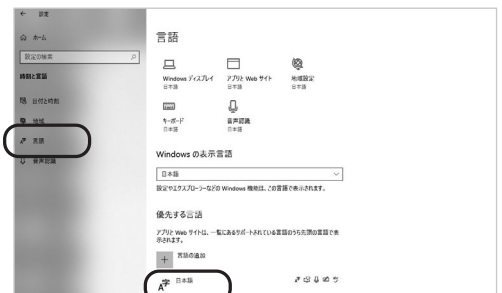 ← 設定
ホーム
設定の検索
時刻と言語
日付と時刻
地域
言語
音声認識
言語
Windows ディスプレイ
日本語
アプリと Web サイト
日本語
地域設定
日本語
キーボード
日本語
音声認識
日本語
Windows の表示言語
日本語
設定やエクスプローラーなどの Windows 機能は、この言語で表示されます。
優先する言語
アプリと Web サイトは、一覧にあるサポートされている言語のうち先頭の言語で表
示されます。
+ 言語の追加
A字 日本語